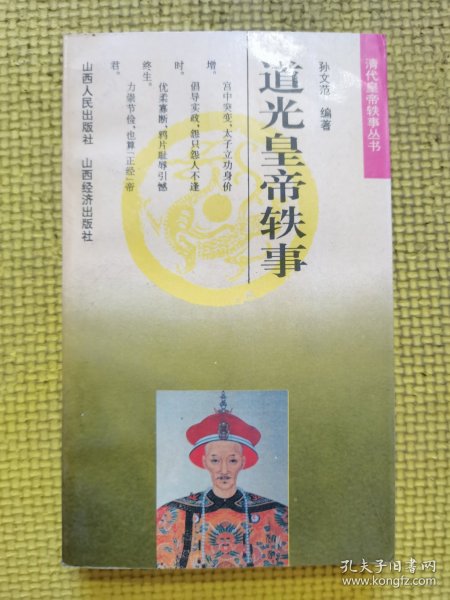 清代皇帝轶事丛书
孙文范 编著
道光皇帝轶事
宫中突变，太子立功身价
增。
倡导实政，怨只怨人不逢
时。
优柔寡断，鸦片耻辱引憾
终生。
力崇节俭，也算“正经”帝
君。
山西人民出版社 山西经济出版社
孔夫子旧书网
www.kongfz.com